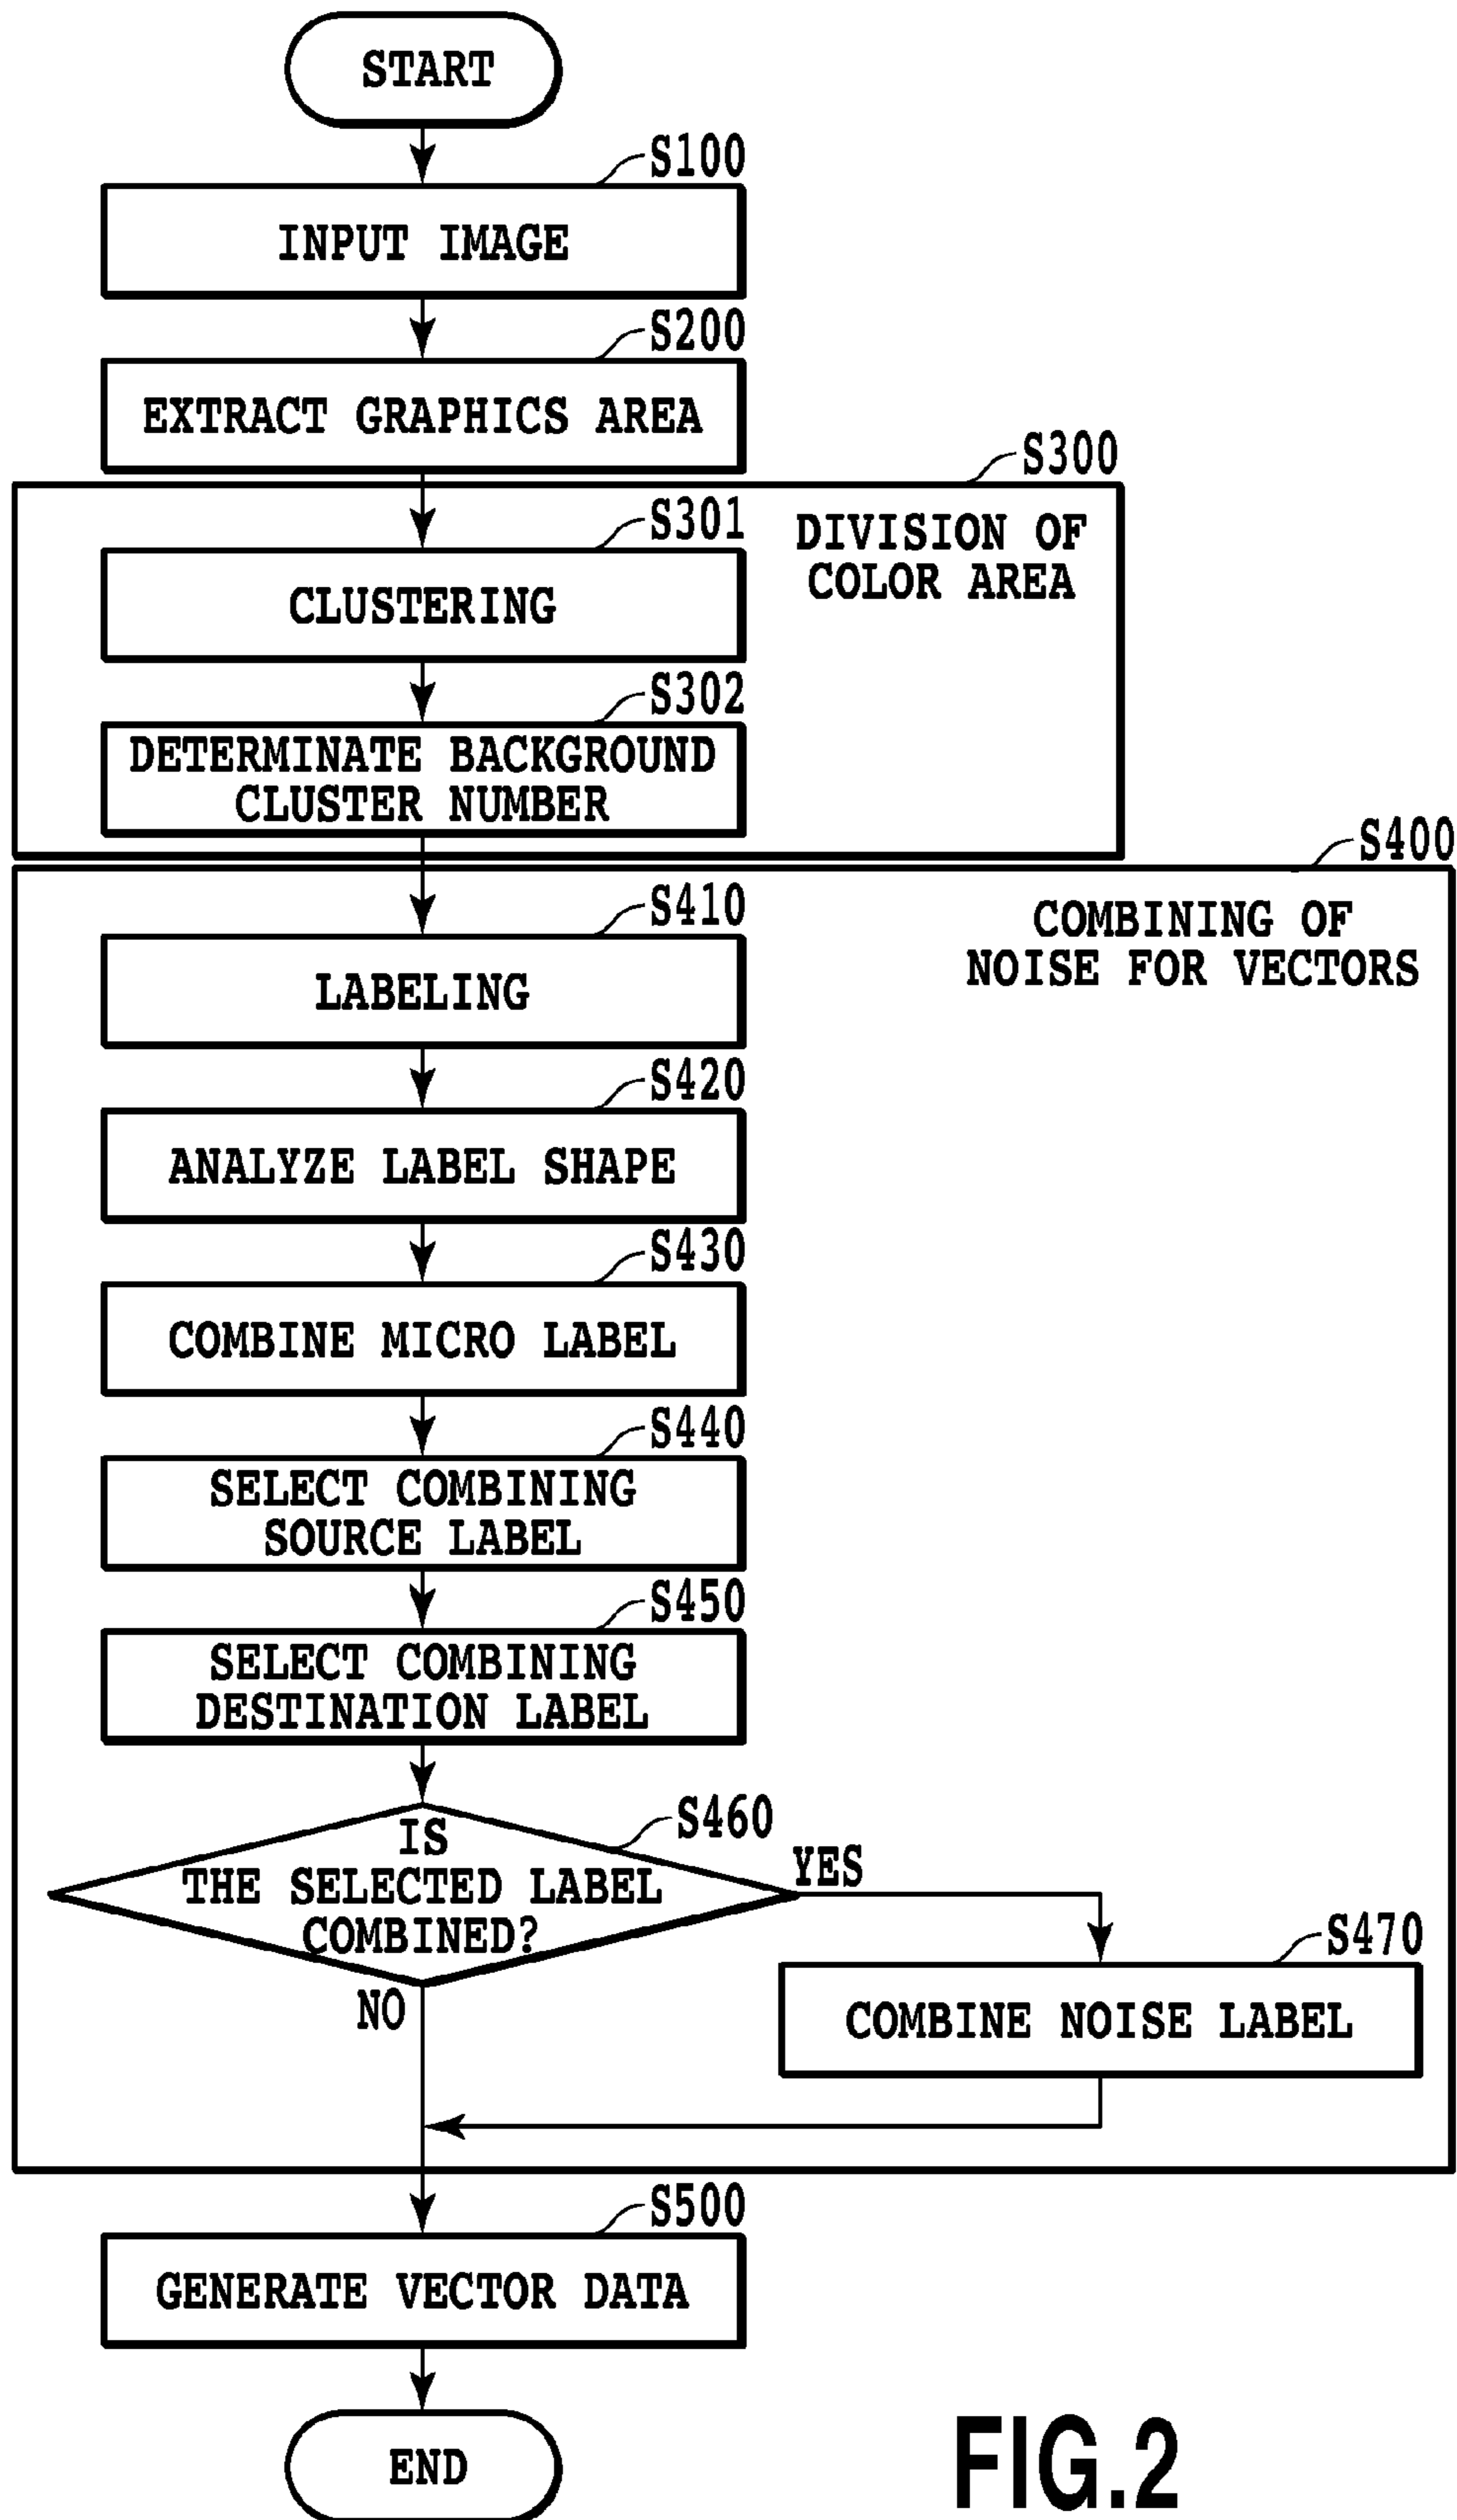 START
S100
INPUT IMAGE
S200
EXTRACT GRAPHICS AREA
S300
DIVISION OF
COLOR AREA
S301
CLUSTERING
S302
DETERMINATE BACKGROUND
CLUSTER NUMBER
S400
COMBINING OF
NOISE FOR VECTORS
S410
LABELING
S420
ANALYZE LABEL SHAPE
S430
COMBINE MICRO LABEL
S440
SELECT COMBINING
SOURCE LABEL
S450
SELECT COMBINING
DESTINATION LABEL
S460
IS
THE SELECTED LABEL
COMBINED?
YES
NO
S470
COMBINE NOISE LABEL
S500
GENERATE VECTOR DATA
END
FIG.2